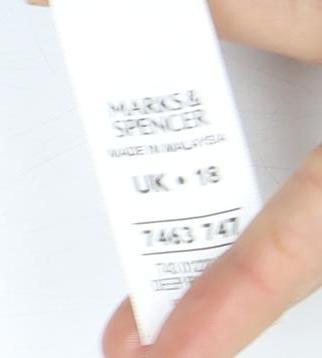 MARKS &
SPENCER
MADE IN MALAYSIA
UK • 18
7463 747